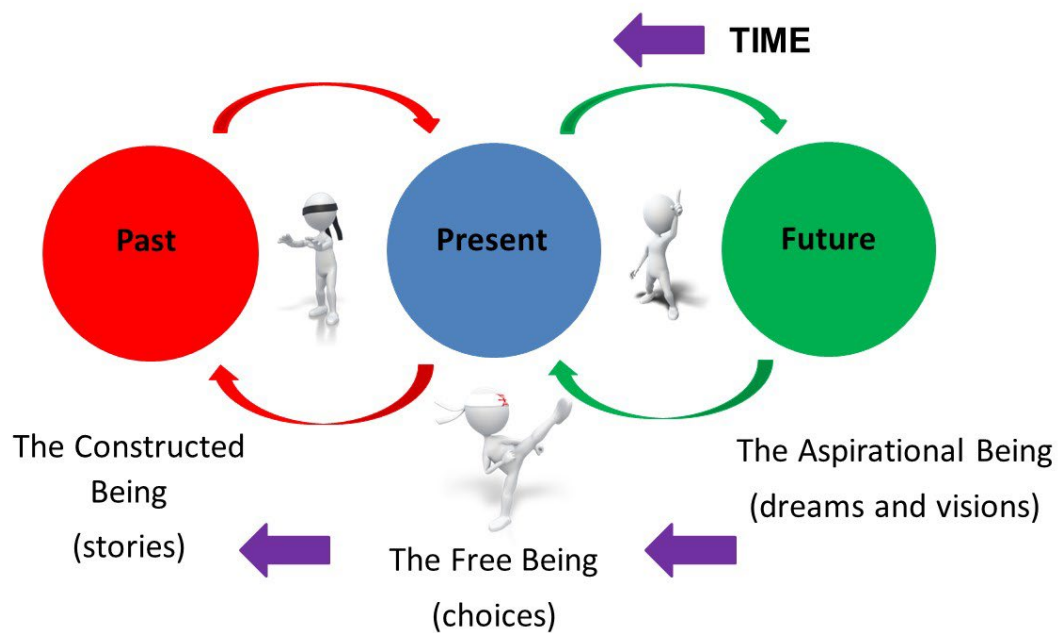 TIME
Past
Present
Future
The Constructed
Being
(stories)
The Free Being
(choices)
The Aspirational Being
(dreams and visions)